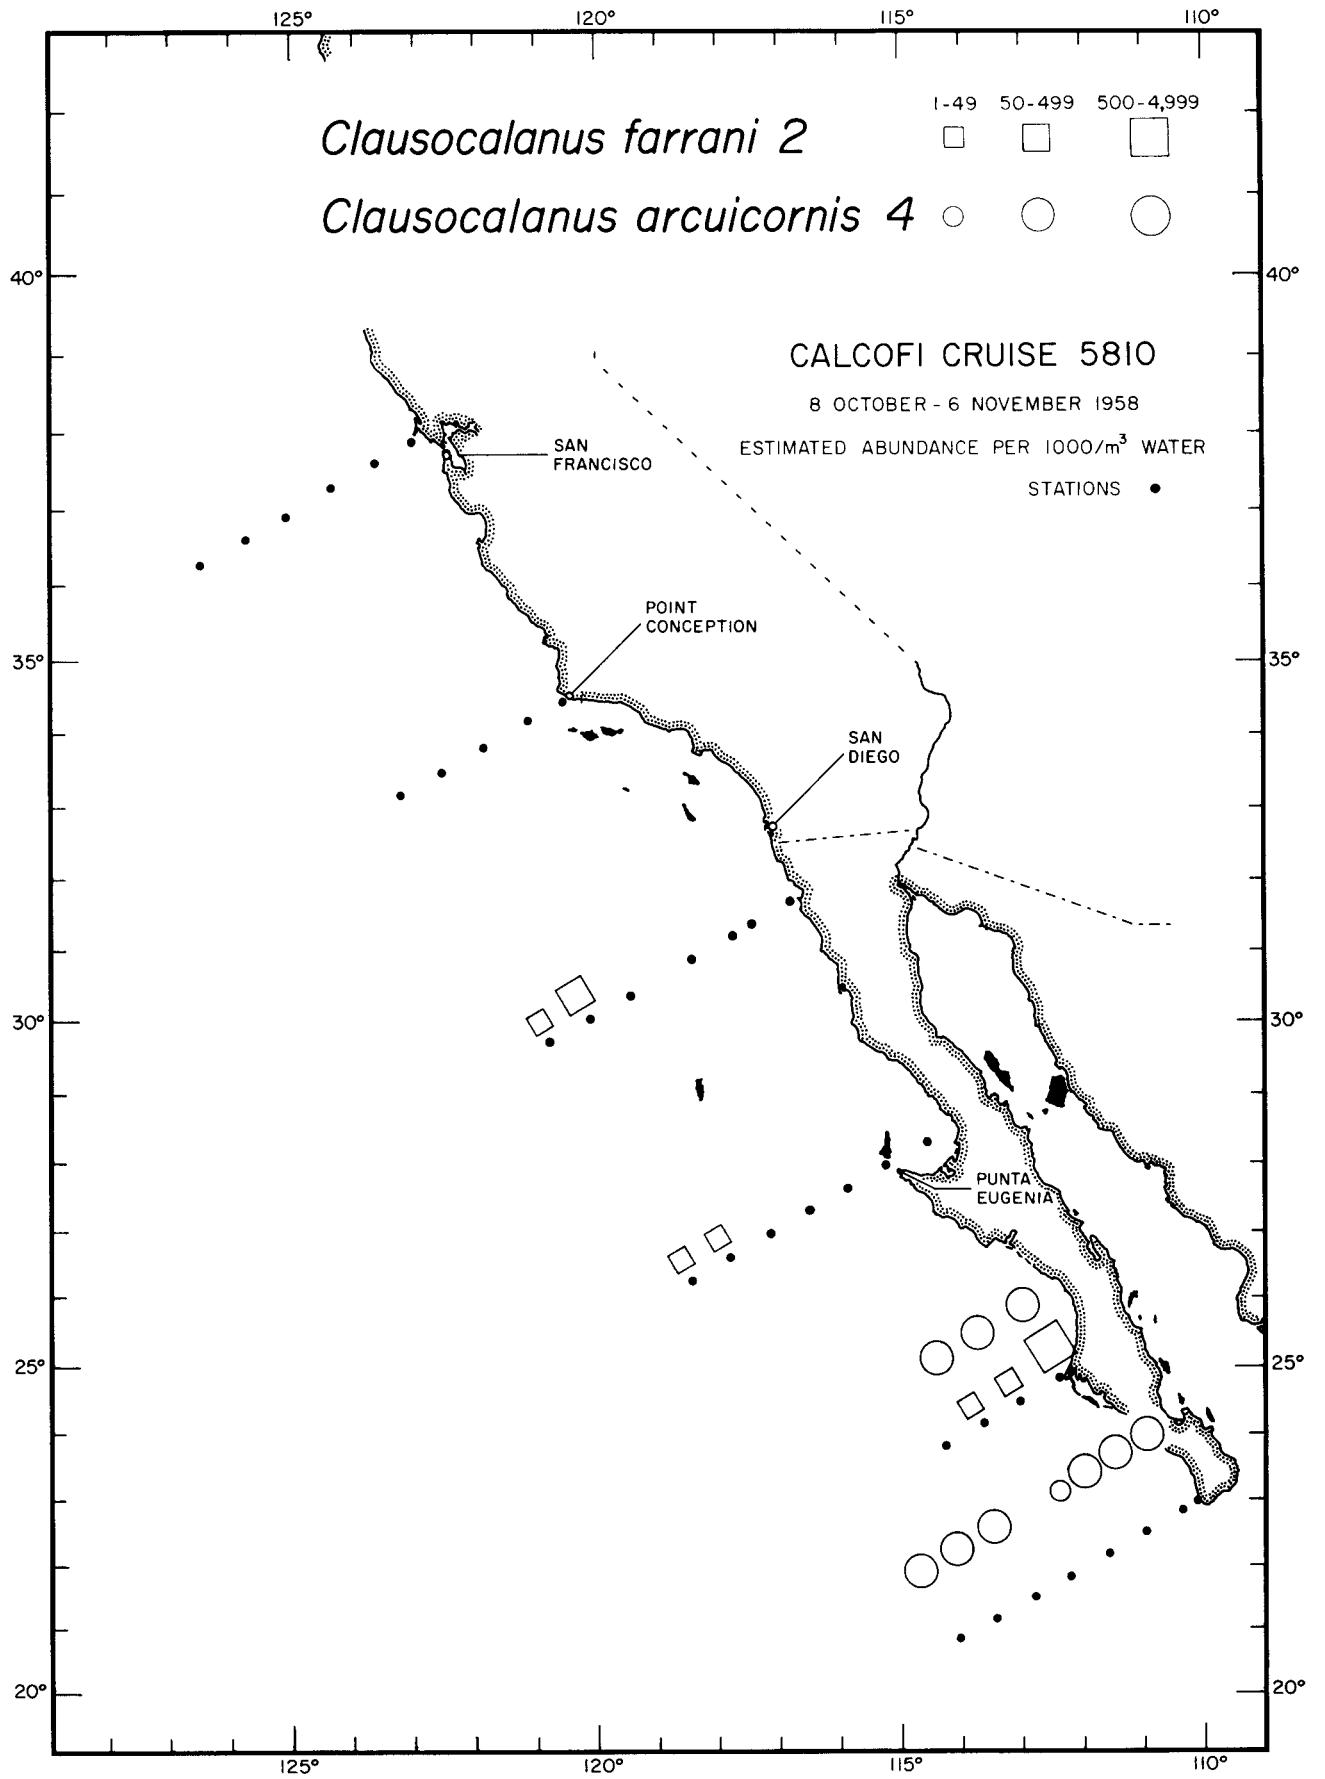 125° 120° 115° 110°
1-49 50-499 500-4,999
Clausocalanus farrani 2
Clausocalanus arcuicornis 4
40° 40°
CALCOFI CRUISE 5810
8 OCTOBER - 6 NOVEMBER 1958
ESTIMATED ABUNDANCE PER 1000/m³ WATER
STATIONS
SAN
FRANCISCO
POINT
CONCEPTION
35° 35°
SAN
DIEGO
30° 30°
PUNTA
EUGENIA
25° 25°
20° 20°
125° 120° 115° 110°